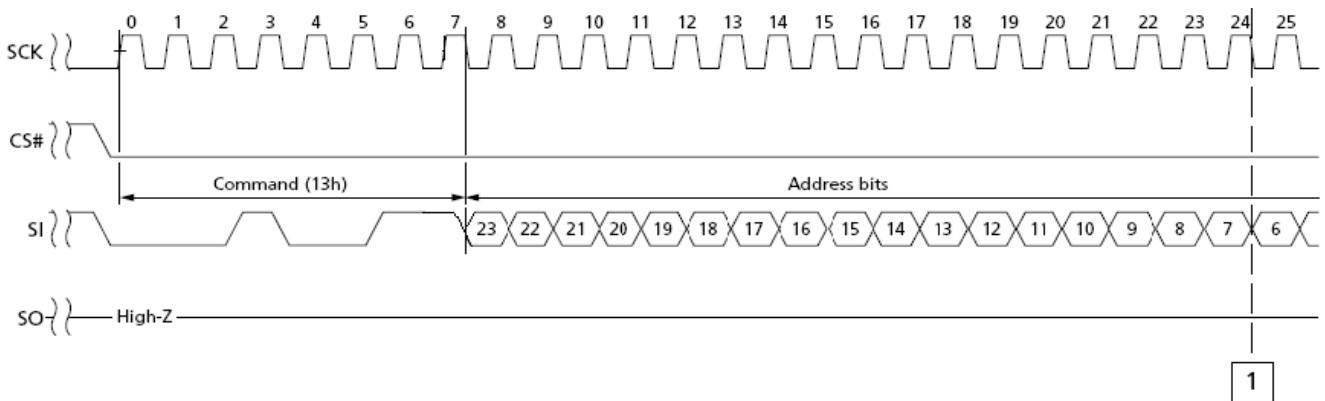 0 1 2 3 4 5 6 7 8 9 10 11 12 13 14 15 16 17 18 19 20 21 22 23 24 25
SCK
CS#
Command (13h) Address bits
SI 23 22 21 20 19 18 17 16 15 14 13 12 11 10 9 8 7 6
SO High-Z
1